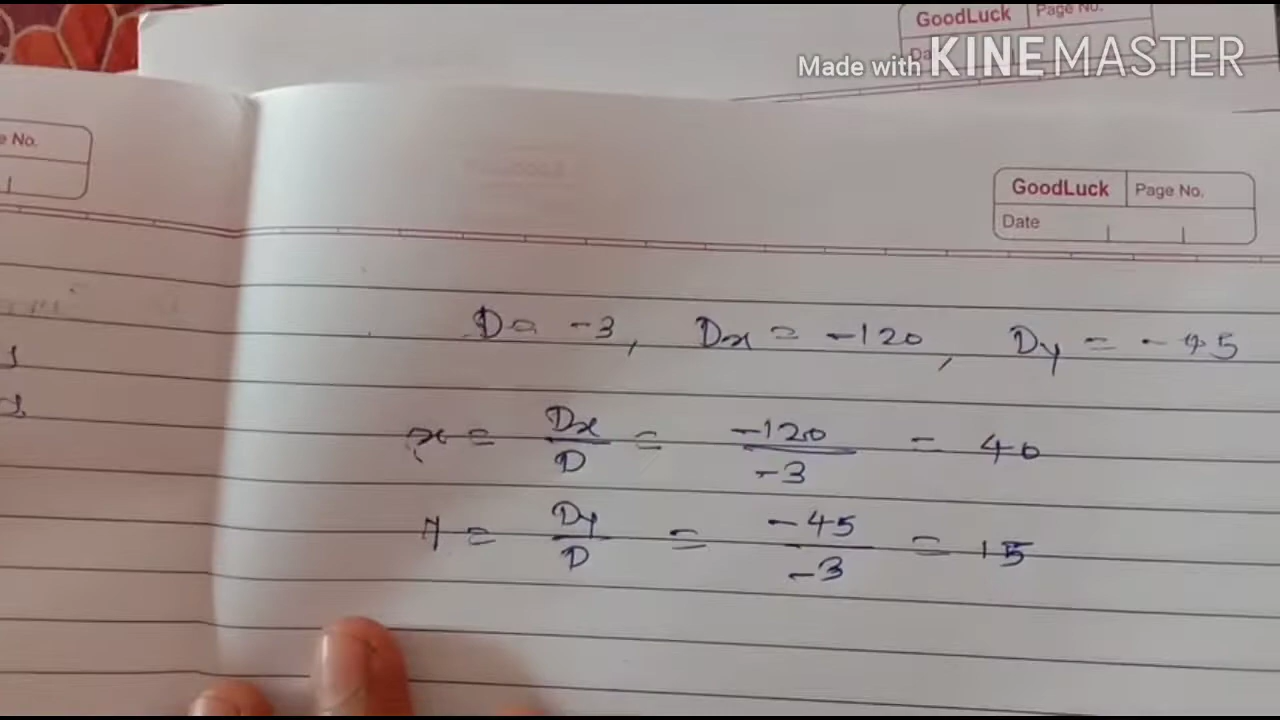 GoodLuck Page No.
Made with KINEMASTER
e No.
GoodLuck Page No.
Date
D = -3, Dx = -120, Dy = -45
x = Dx/D = -120/-3 = 40
y = Dy/D = -45/-3 = 15